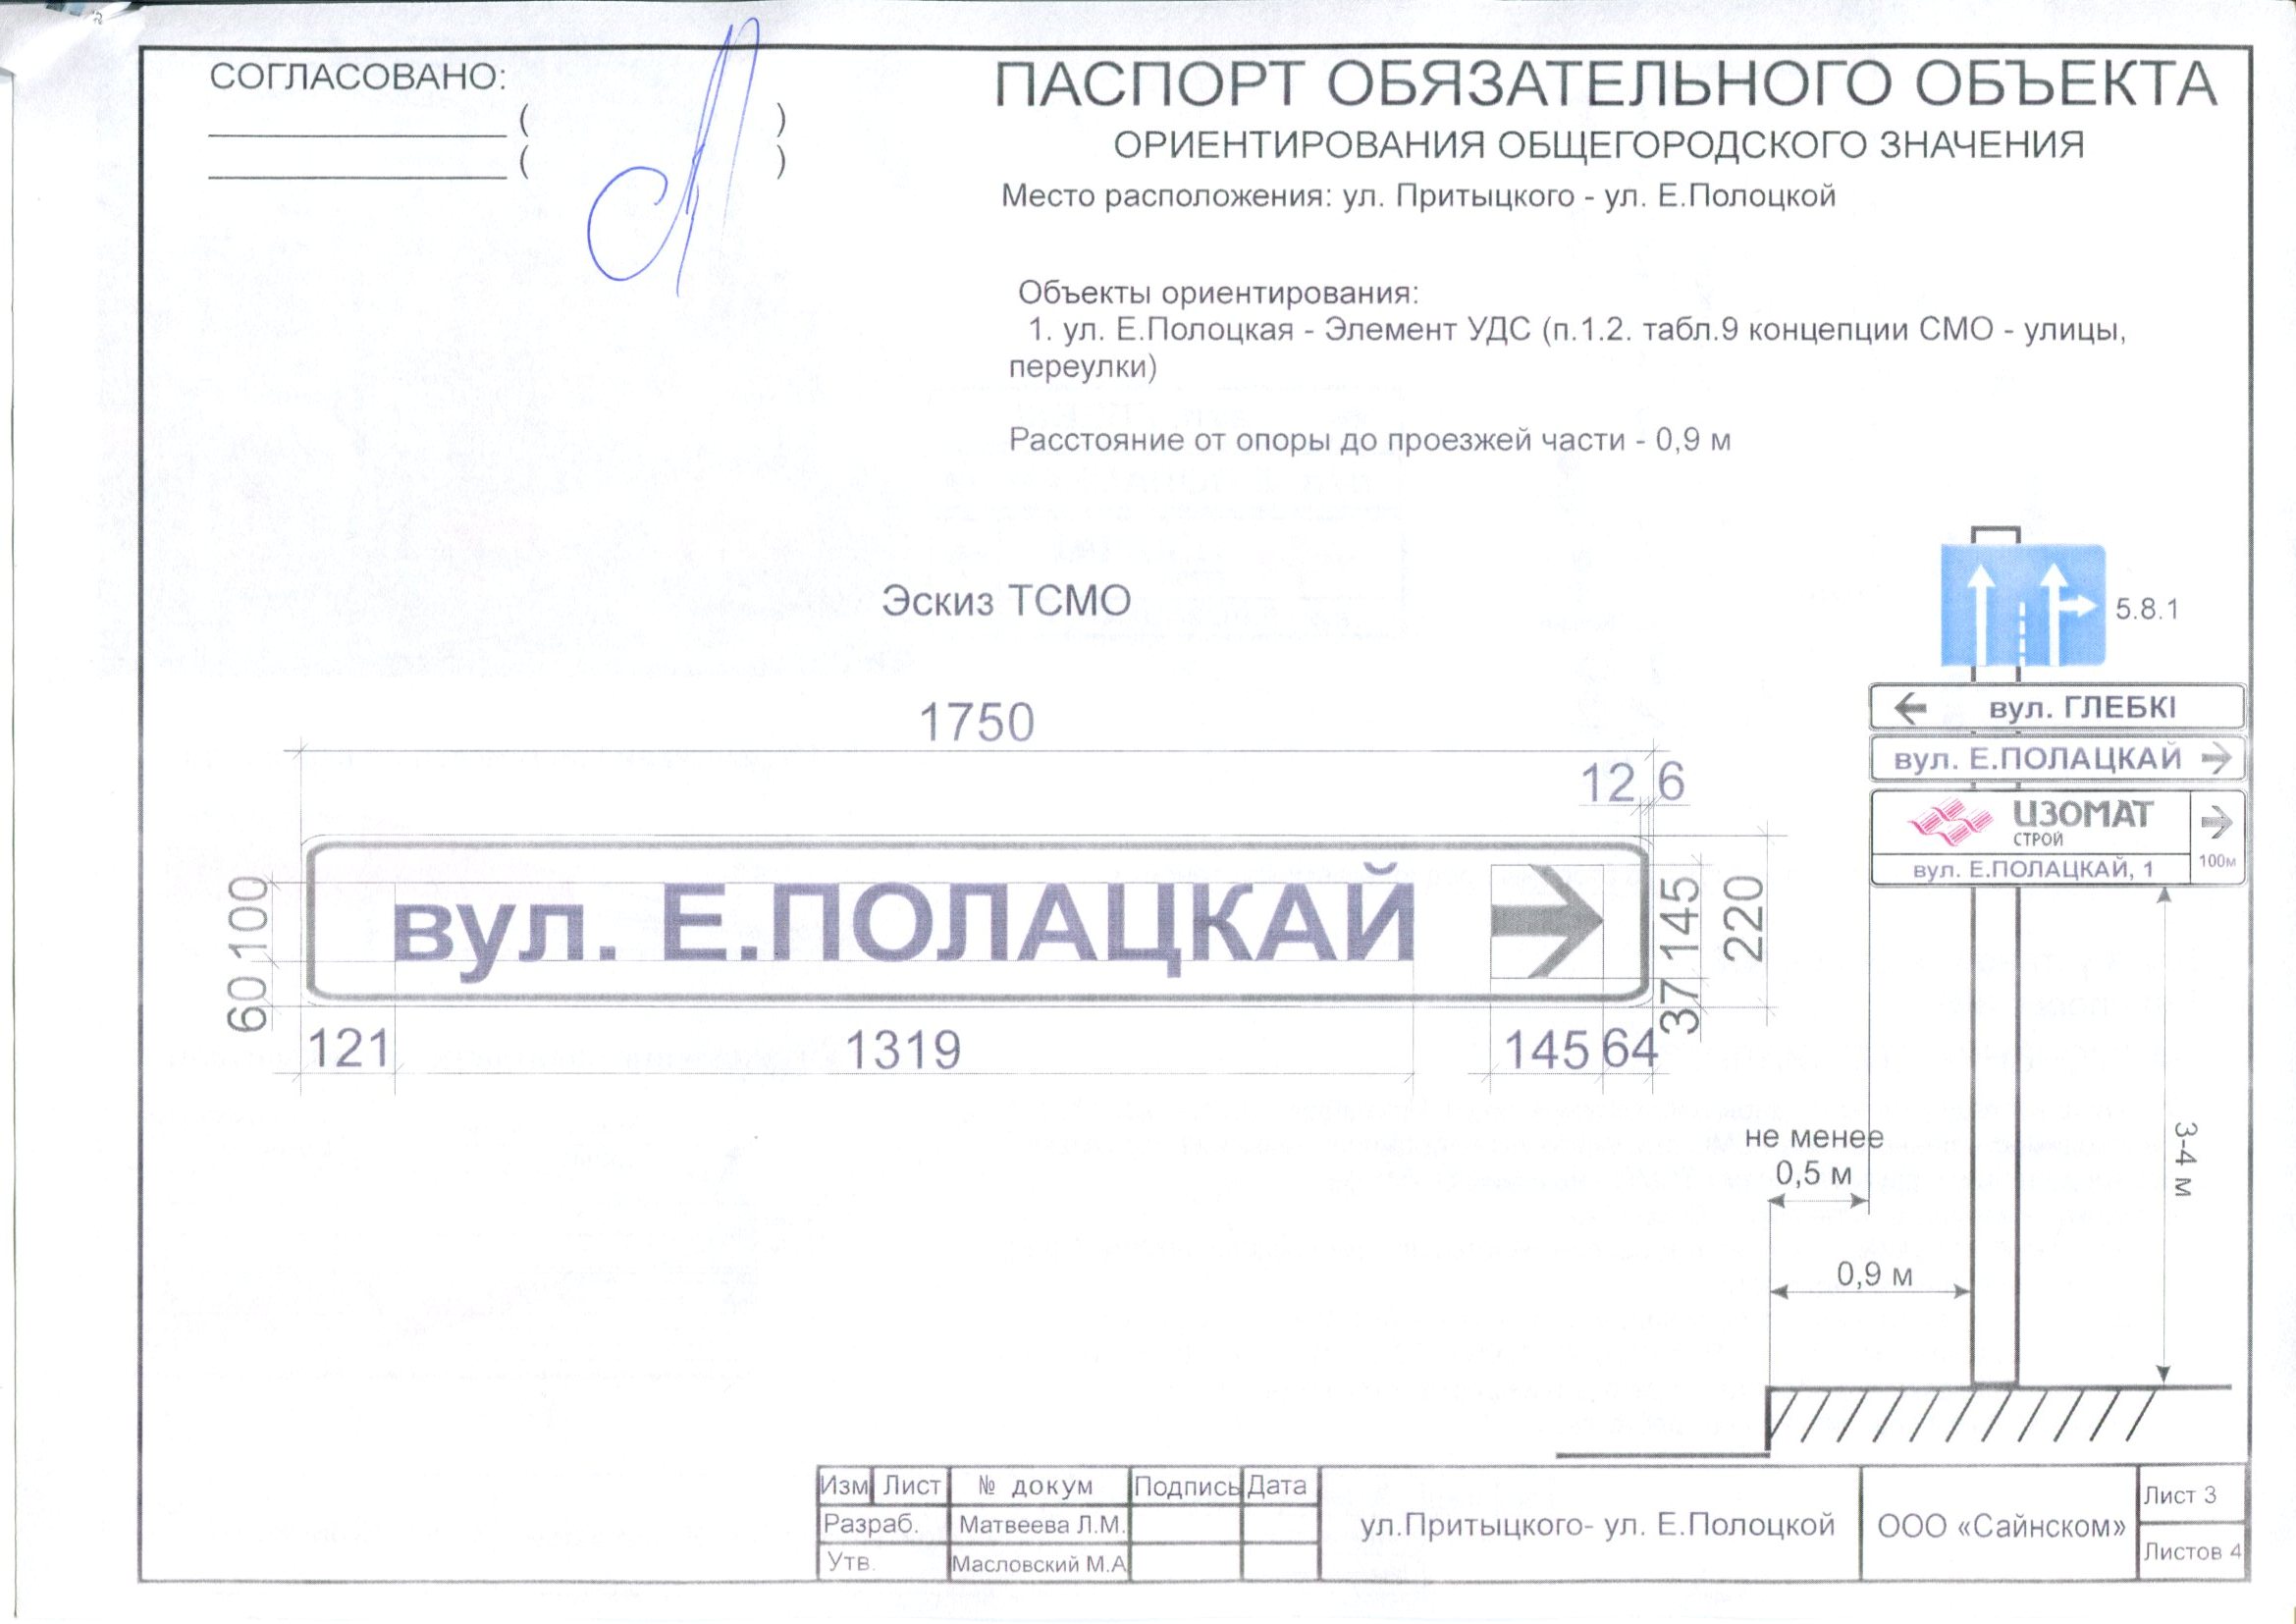 СОГЛАСОВАНО:
( )
( )
ПАСПОРТ ОБЯЗАТЕЛЬНОГО ОБЪЕКТА
ОРИЕНТИРОВАНИЯ ОБЩЕГОРОДСКОГО ЗНАЧЕНИЯ
Место расположения: ул. Притыцкого - ул. Е.Полоцкой
Объекты ориентирования:
1. ул. Е.Полоцкая - Элемент УДС (п.1.2. табл.9 концепции СМО - улицы,
переулки)
Расстояние от опоры до проезжей части - 0,9 м
Эскиз ТСМО
5.8.1
вул. ГЛЕБКІ
вул. Е.ПОЛАЦКАЙ
ИЗОМАТ
СТРОЙ
вул. Е.ПОЛАЦКАЙ, 1
100м
1750
12 6
вул. Е.ПОЛАЦКАЙ
100
60
145
37
220
121
1319
145
64
не менее
0,5 м
0,9 м
3-4 м
Изм Лист № докум Подпись Дата
Разраб. Матвеева Л.М.
Утв. Масловский М.А
ул.Притыцкого- ул. Е.Полоцкой
ООО «Сайнском»
Лист 3
Листов 4